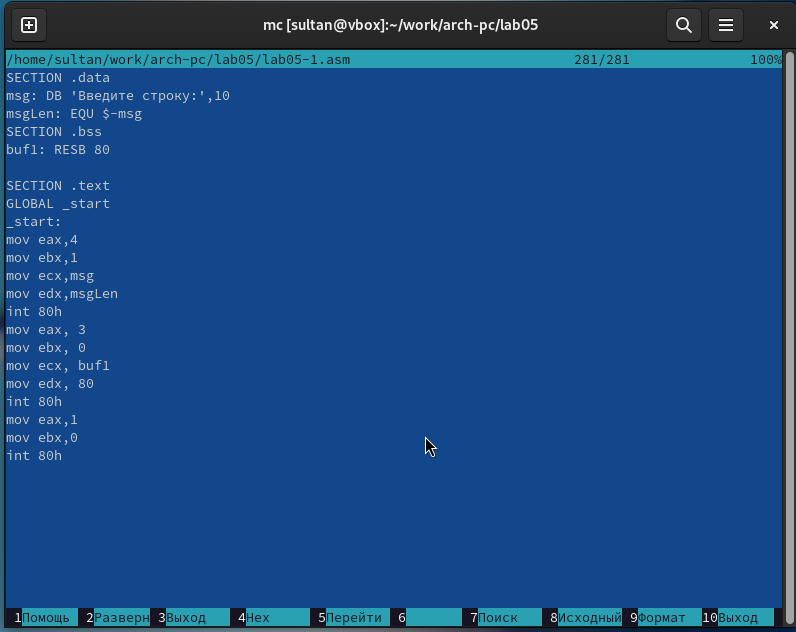 mc [sultan@vbox]:~/work/arch-pc/lab05
/home/sultan/work/arch-pc/lab05/lab05-1.asm 281/281 100%
SECTION .data
msg: DB 'Введите строку:',10
msgLen: EQU $-msg
SECTION .bss
buf1: RESB 80
SECTION .text
GLOBAL _start
_start:
mov eax,4
mov ebx,1
mov ecx,msg
mov edx,msgLen
int 80h
mov eax, 3
mov ebx, 0
mov ecx, buf1
mov edx, 80
int 80h
mov eax,1
mov ebx,0
int 80h
1Помощь 2Разверн 3Выход 4Hex 5Перейти 6 7Поиск 8Исходный 9Формат 10Выход